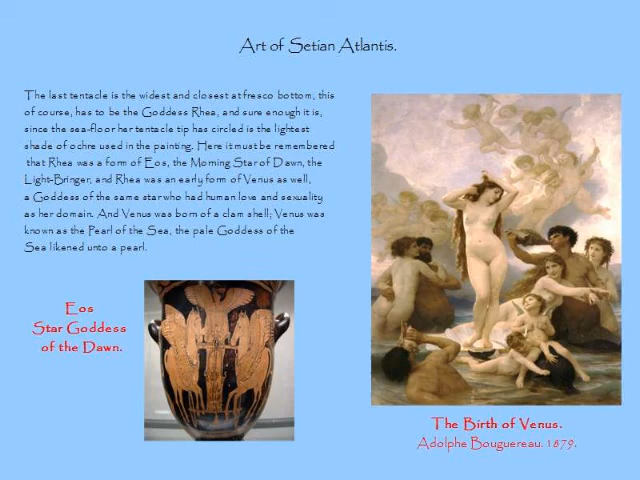 Art of Setian Atlantis.
The last tentacle is the widest and closest at fresco bottom, this
of course, has to be the Goddess Rhea, and sure enough it is,
since the sea-floor her tentacle tip has circled is the lightest
shade of ochre used in the painting. Here it must be remembered
that Rhea was a form of Eos, the Morning Star of Dawn, the
Light-Bringer, and Rhea was an early form of Venus as well,
a Goddess of the same star who had human love and sexuality
as her domain. And Venus was born of a clam shell; Venus was
known as the Pearl of the Sea, the pale Goddess of the
Sea likened unto a pearl.
Eos
Star Goddess
of the Dawn.
The Birth of Venus.
Adolphe Bouguereau. 1879.